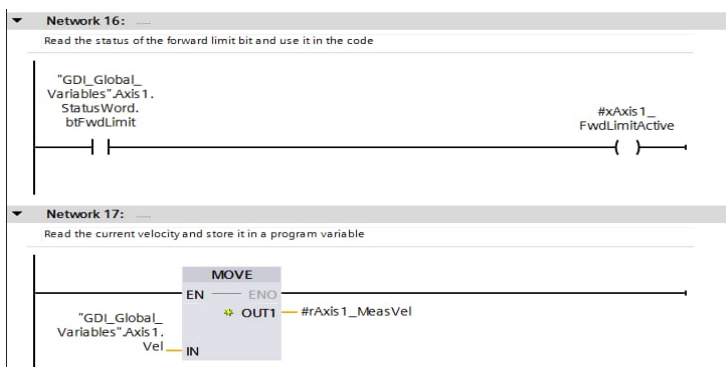 Network 16: .....
Read the status of the forward limit bit and use it in the code
"GDI_Global_
Variables".Axis1.
StatusWord.
btFwdLimit
#xAxis1_
FwdLimitActive
Network 17: .....
Read the current velocity and store it in a program variable
MOVE
EN
ENO
OUT1
#rAxis1_MeasVel
"GDI_Global_
Variables".Axis1.
Vel
IN